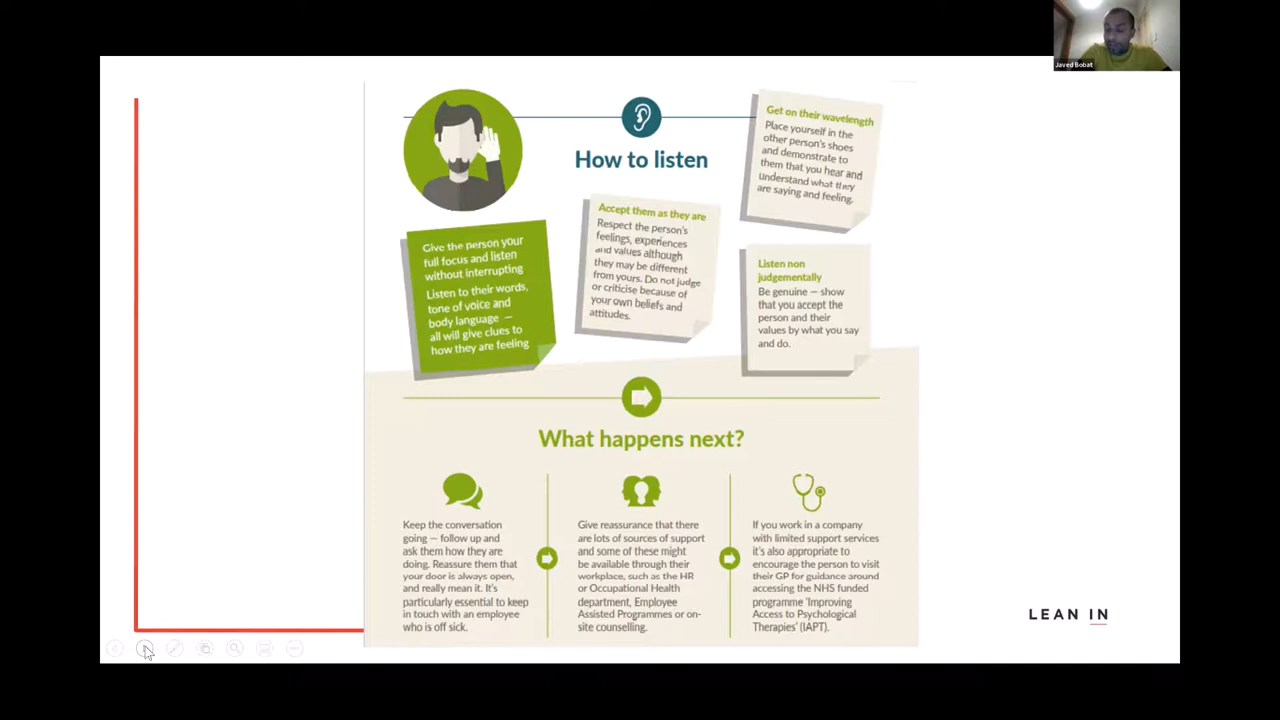 Javed Bobat
How to listen
Get on their wavelength
Place yourself in the
other person's shoes
and demonstrate to
them that you hear and
understand what they
are saying and feeling.
Accept them as they are
Respect the person's
feelings, experiences
and values although
they may be different
from yours. Do not judge
or criticise because of
your own beliefs and
attitudes.
Give the person your
full focus and listen
without interrupting
Listen to their words,
tone of voice and
body language —
all will give clues to
how they are feeling
Listen non
judgementally
Be genuine — show
that you accept the
person and their
values by what you say
and do.
What happens next?
Keep the conversation
going — follow up and
ask them how they are
doing. Reassure them that
your door is always open,
and really mean it. It's
particularly essential to keep
in touch with an employee
who is off sick.
Give reassurance that there
are lots of sources of support
and some of these might
be available through their
workplace, such as the HR
or Occupational Health
department, Employee
Assisted Programmes or on-
site counselling.
If you work in a company
with limited support services
it's also appropriate to
encourage the person to visit
their GP for guidance around
accessing the NHS funded
programme 'Improving
Access to Psychological
Therapies' (IAPT).
LEAN IN